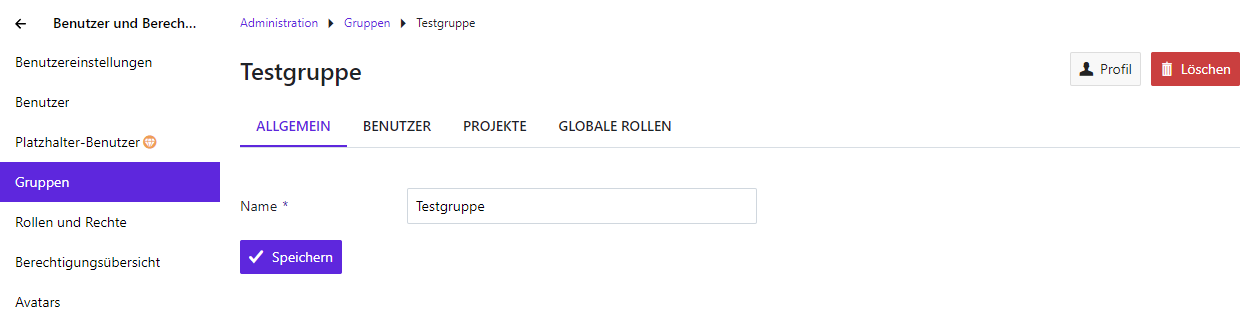 Benutzer und Berech...
Benutzereinstellungen
Benutzer
Platzhalter-Benutzer
Gruppen
Rollen und Rechte
Berechtigungsübersicht
Avatars
Administration Gruppen Testgruppe
Testgruppe
Profil
Löschen
ALLGEMEIN BENUTZER PROJEKTE GLOBALE ROLLEN
Name * Testgruppe
Speichern